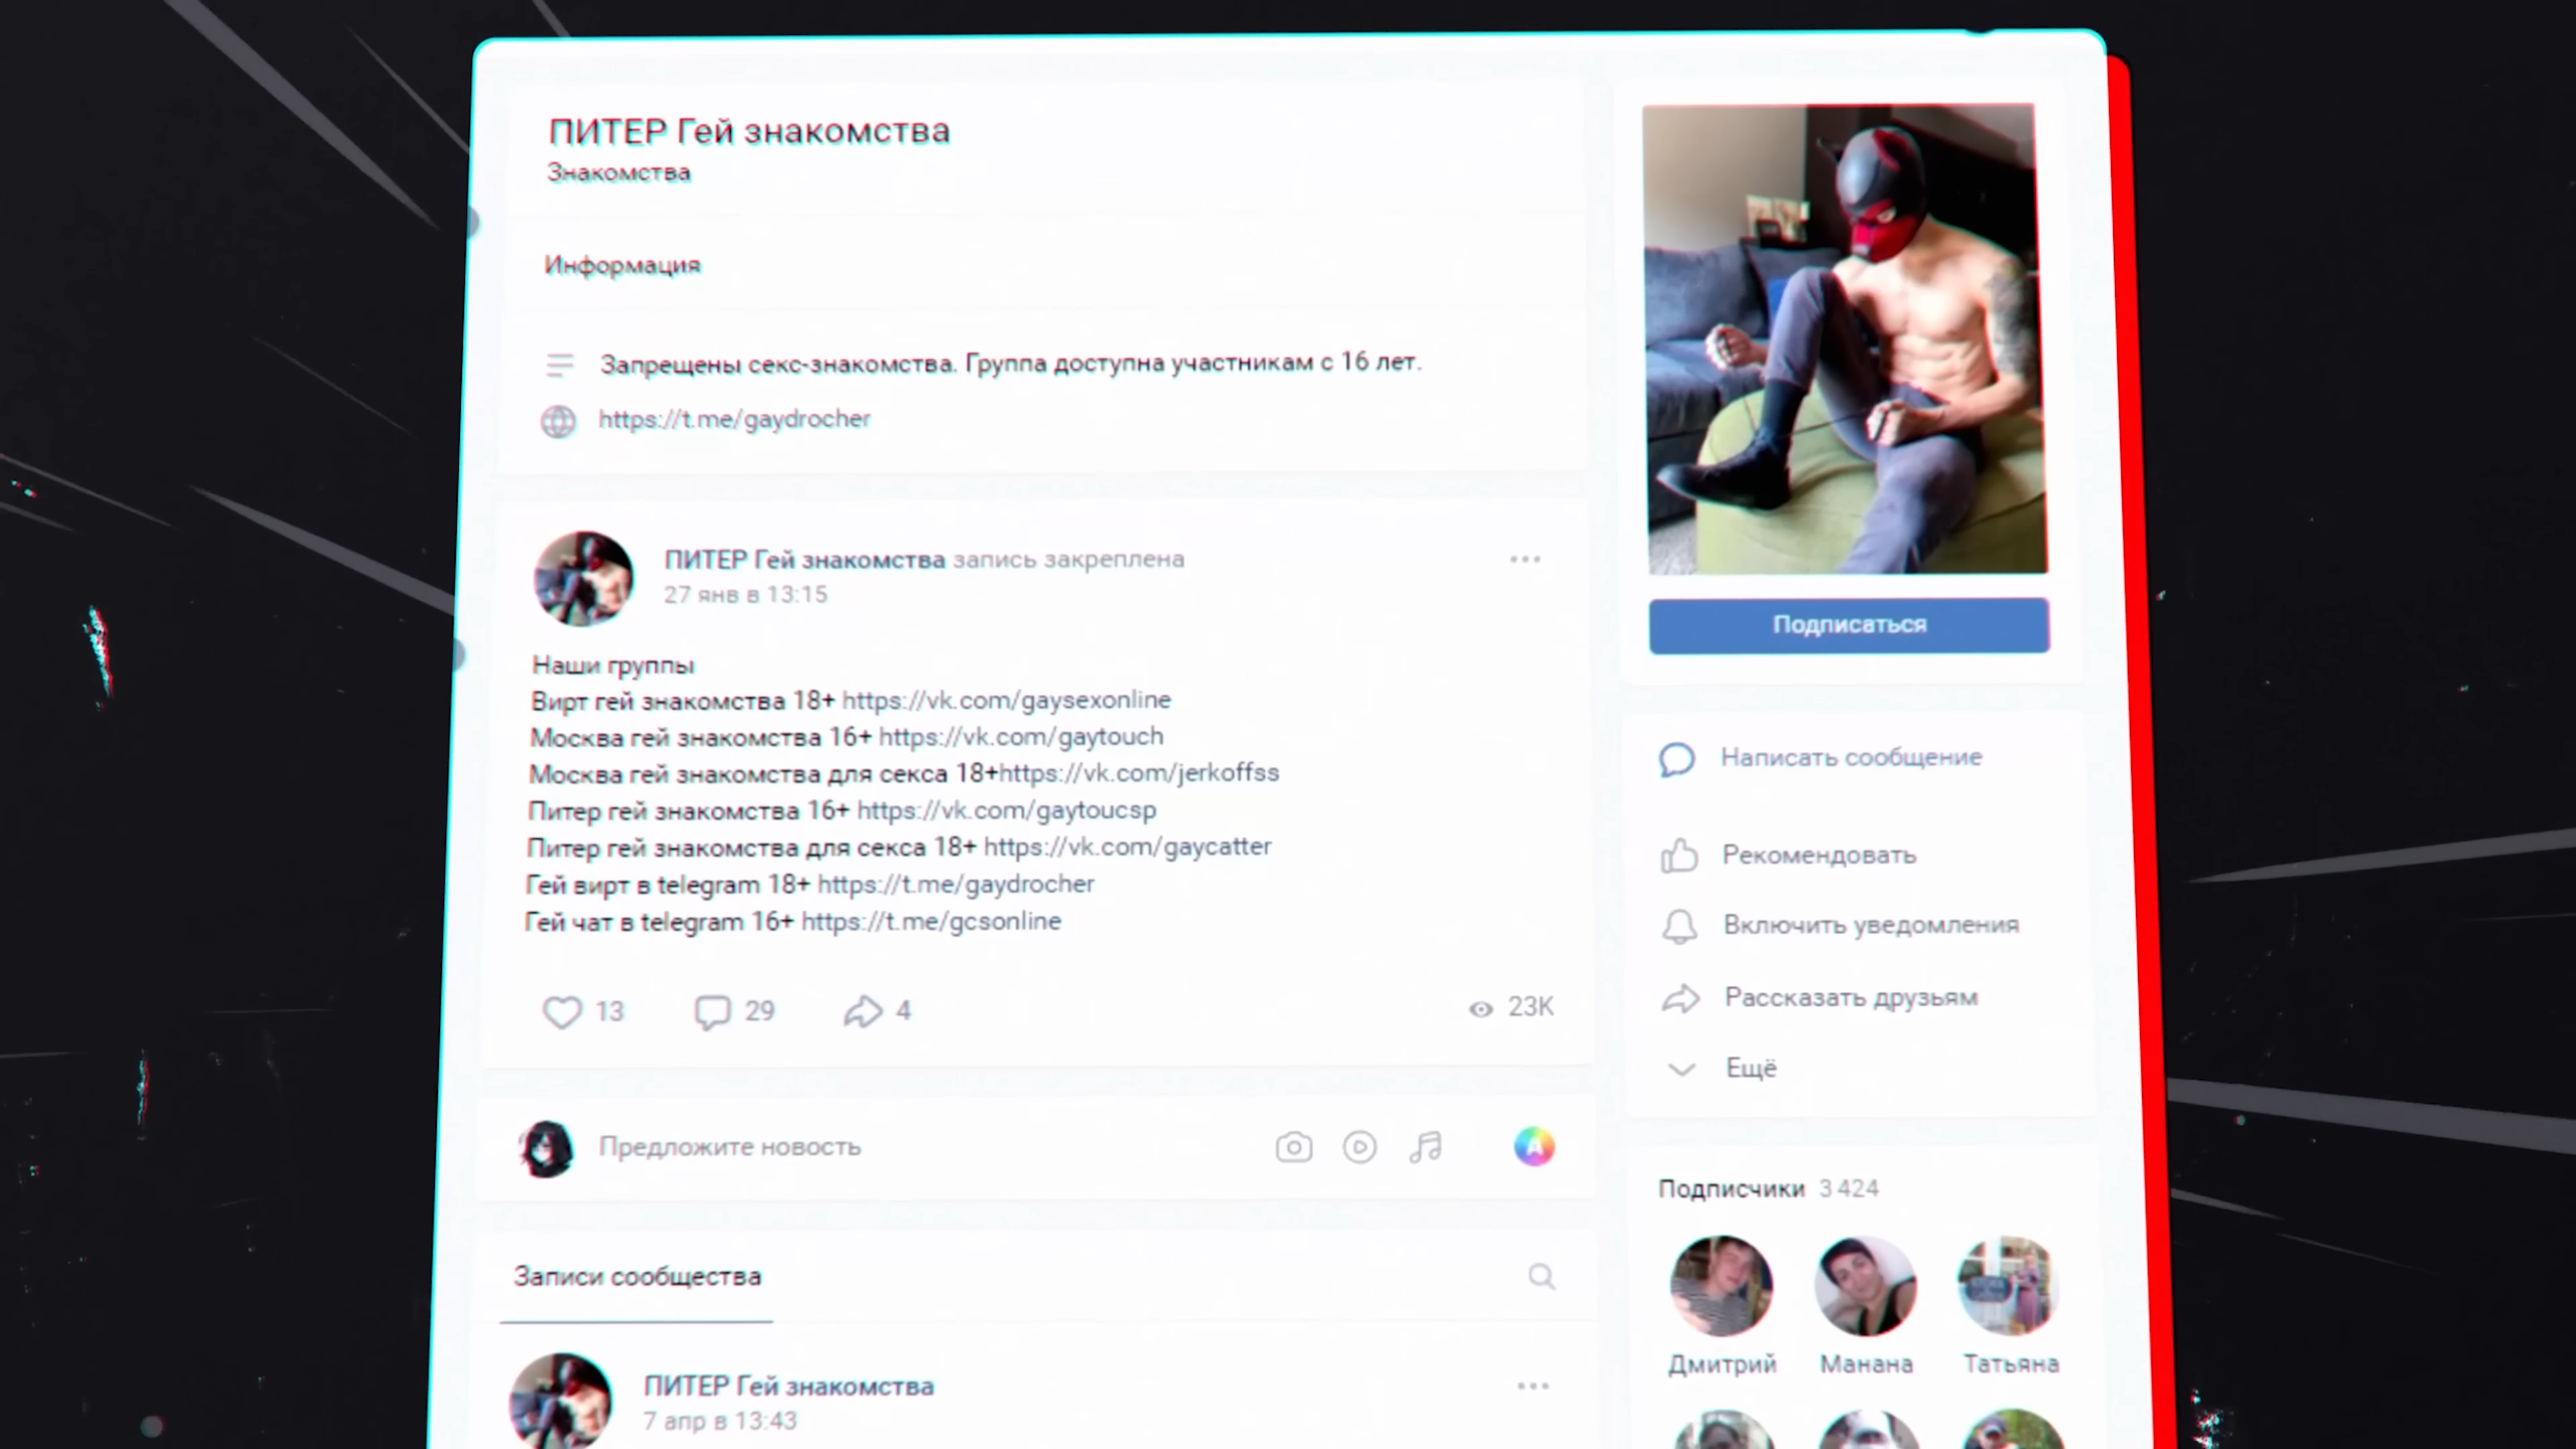 ПИТЕР Гей знакомства
Знакомства
Информация
Запрещены секс-знакомства. Группа доступна участникам с 16 лет.
https://t.me/gaydrocher
ПИТЕР Гей знакомства запись закреплена
27 янв в 13:15
Наши группы
Вирт гей знакомства 18+ https://vk.com/gaysexonline
Москва гей знакомства 16+ https://vk.com/gaytouch
Москва гей знакомства для секса 18+https://vk.com/jerkoffss
Питер гей знакомства 16+ https://vk.com/gaytoucsp
Питер гей знакомства для секса 18+ https://vk.com/gaycatter
Гей вирт в telegram 18+ https://t.me/gaydrocher
Гей чат в telegram 16+ https://t.me/gcsonline
13 29 4 23K
Предложите новость
A
Записи сообщества
ПИТЕР Гей знакомства
7 апр в 13:43
Подписаться
Написать сообщение
Рекомендовать
Включить уведомления
Рассказать друзьям
Ещё
Подписчики 3 424
Дмитрий Манана Татьяна